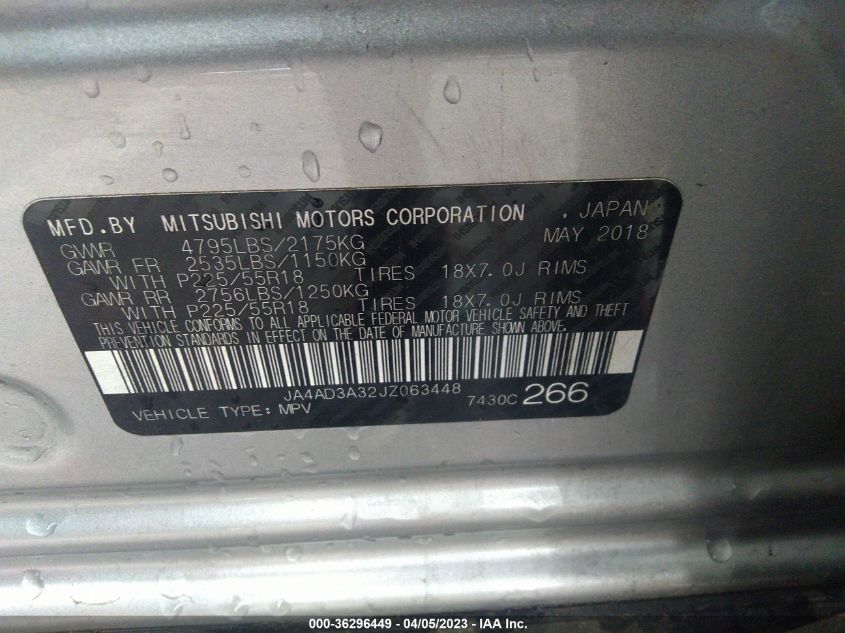 MFD.BY MITSUBISHI MOTORS CORPORATION . JAPAN
GVWR 4795LBS/2175KG MAY 2018
GAWR FR 2535LBS/1150KG
WITH P225/55R18 TIRES 18X7.0J RIMS
GAWR RR 2756LBS/1250KG
WITH P225/55R18 TIRES 18X7.0J RIMS
THIS VEHICLE CONFORMS TO ALL APPLICABLE FEDERAL MOTOR VEHICLE SAFETY AND THEFT
PREVENTION STANDARDS IN EFFECT ON THE DATE OF MANUFACTURE SHOWN ABOVE.
JA4AD3A32JZ063448
VEHICLE TYPE: MPV 7430C 266
000-36296449 - 04/05/2023 - IAA Inc.